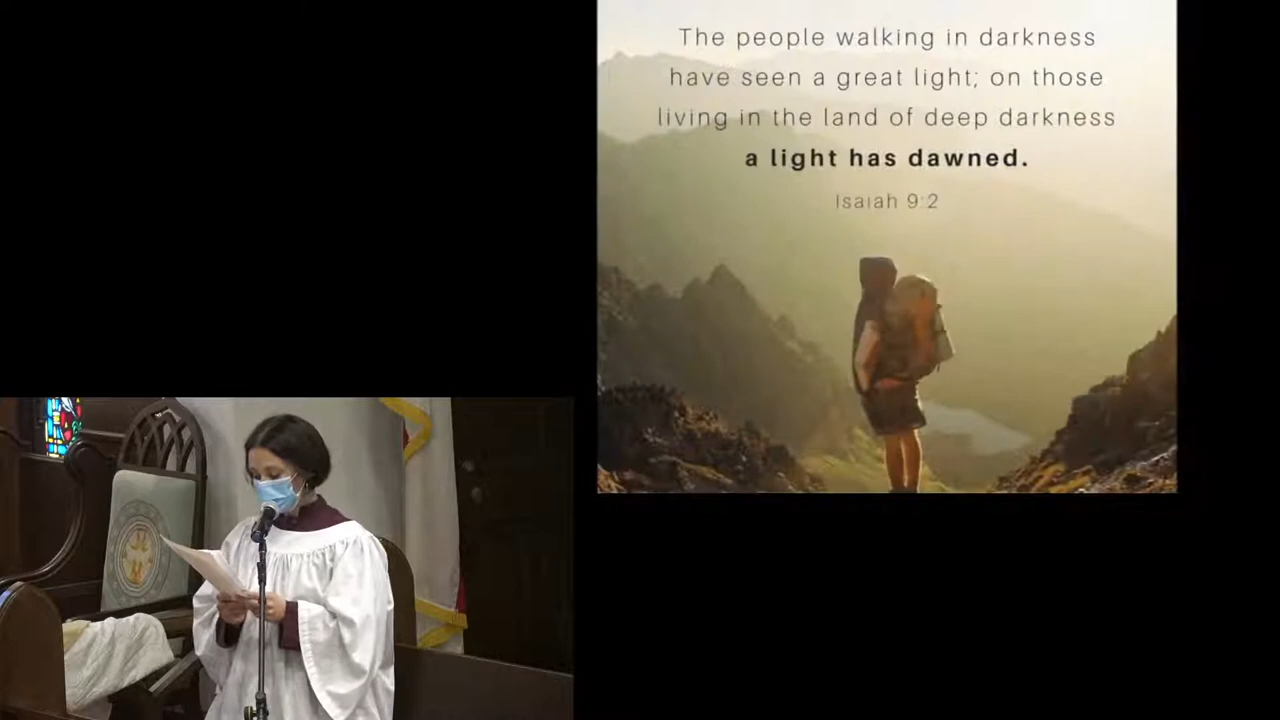 The people walking in darkness
have seen a great light; on those
living in the land of deep darkness
a light has dawned.
Isaiah 9:2